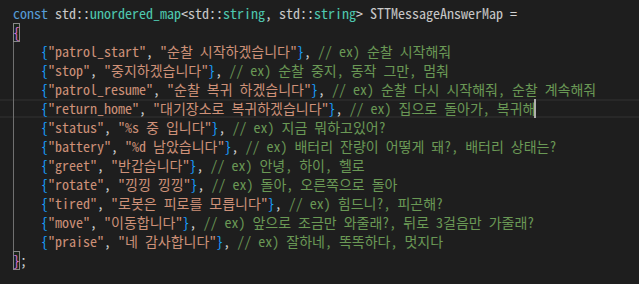 const std::unordered_map<std::string, std::string> STTMessageAnswerMap =
{
{"patrol_start", "순찰 시작하겠습니다"}, // ex) 순찰 시작해줘
{"stop", "중지하겠습니다"}, // ex) 순찰 중지, 동작 그만, 멈춰
{"patrol_resume", "순찰 복귀 하겠습니다"}, // ex) 순찰 다시 시작해줘, 순찰 계속해줘
{"return_home", "대기장소로 복귀하겠습니다"}, // ex) 집으로 돌아가, 복귀해
{"status", "%s 중 입니다"}, // ex) 지금 뭐하고있어?
{"battery", "%d 남았습니다"}, // ex) 배터리 잔량이 어떻게 돼?, 배터리 상태는?
{"greet", "반갑습니다"}, // ex) 안녕, 하이, 헬로
{"rotate", "낑낑 낑낑"}, // ex) 돌아, 오른쪽으로 돌아
{"tired", "로봇은 피로를 모릅니다"}, // ex) 힘드니?, 피곤해?
{"move", "이동합니다"}, // ex) 앞으로 조금만 와줄래?, 뒤로 3걸음만 가줄래?
{"praise", "네 감사합니다"}, // ex) 잘하네, 똑똑하다, 멋지다
};